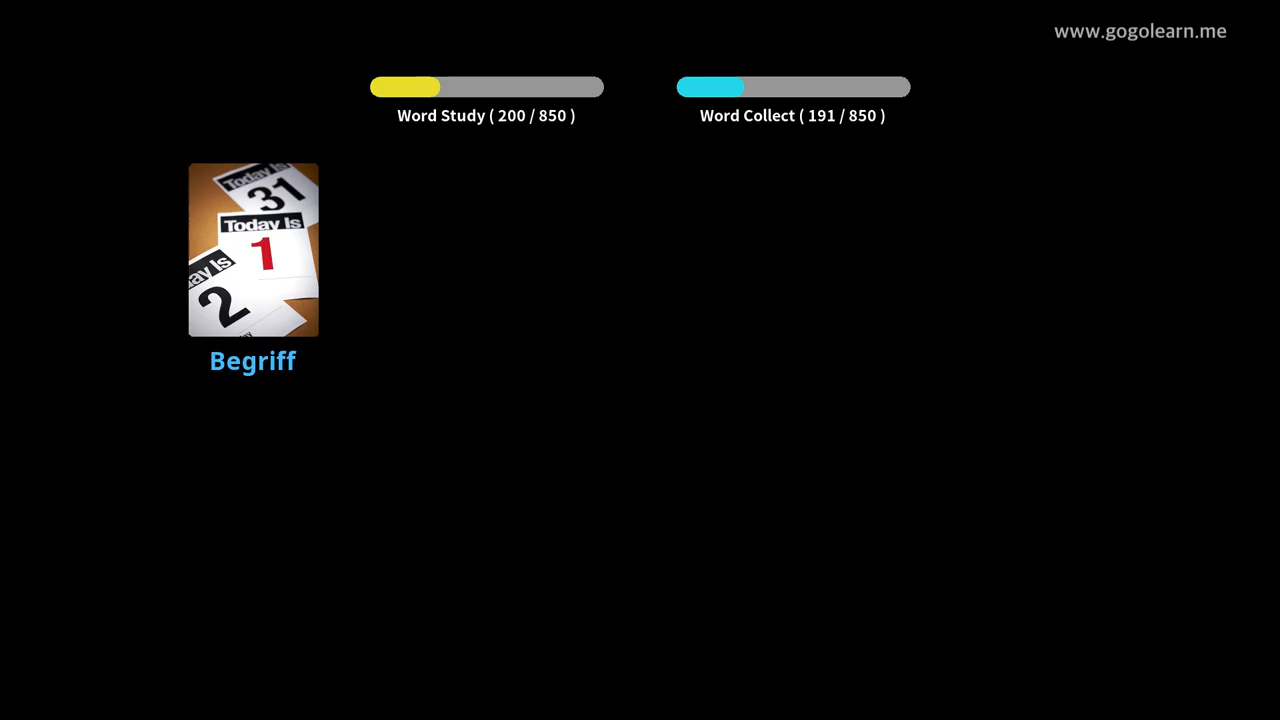 www.gogolearn.me
Word Study ( 200 / 850 )
Word Collect ( 191 / 850 )
Today Is
31
Today Is
1
ay Is
2
Begriff